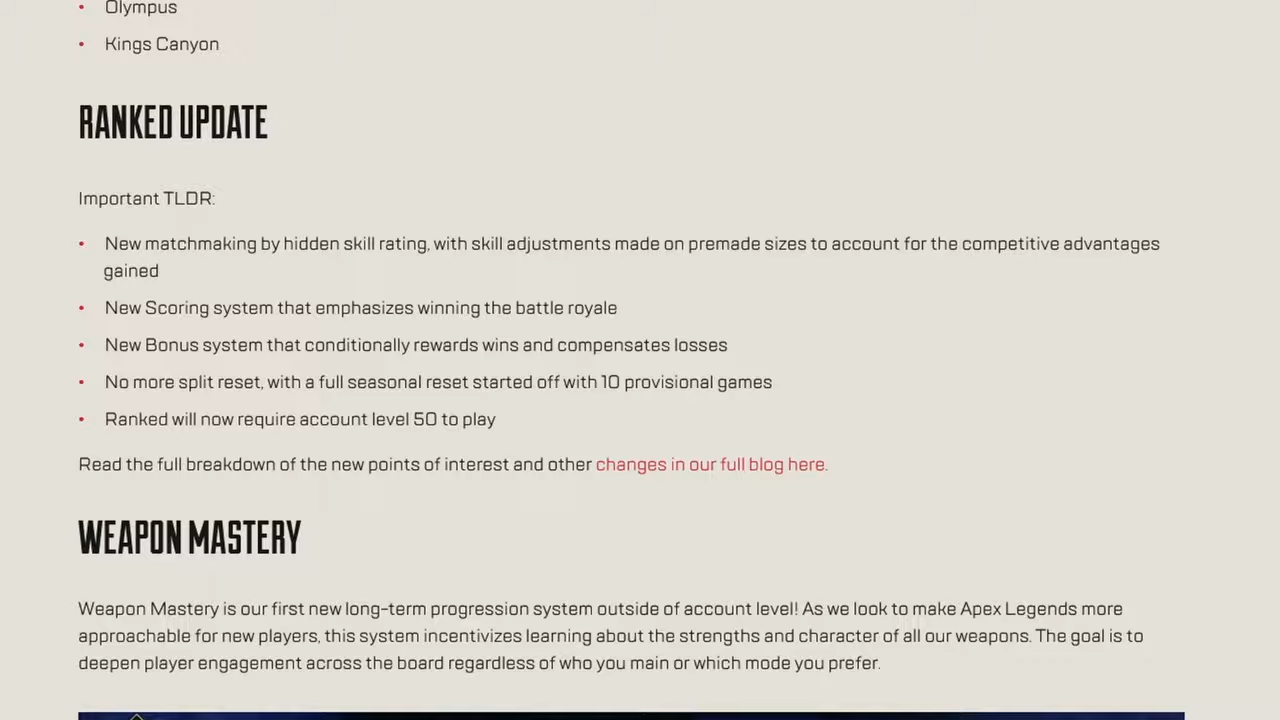 Olympus
Kings Canyon
RANKED UPDATE
Important TLDR:
New matchmaking by hidden skill rating, with skill adjustments made on premade sizes to account for the competitive advantages
gained
New Scoring system that emphasizes winning the battle royale
New Bonus system that conditionally rewards wins and compensates losses
No more split reset, with a full seasonal reset started off with 10 provisional games
Ranked will now require account level 50 to play
Read the full breakdown of the new points of interest and other changes in our full blog here.
WEAPON MASTERY
Weapon Mastery is our first new long-term progression system outside of account level! As we look to make Apex Legends more
approachable for new players, this system incentivizes learning about the strengths and character of all our weapons. The goal is to
deepen player engagement across the board regardless of who you main or which mode you prefer.